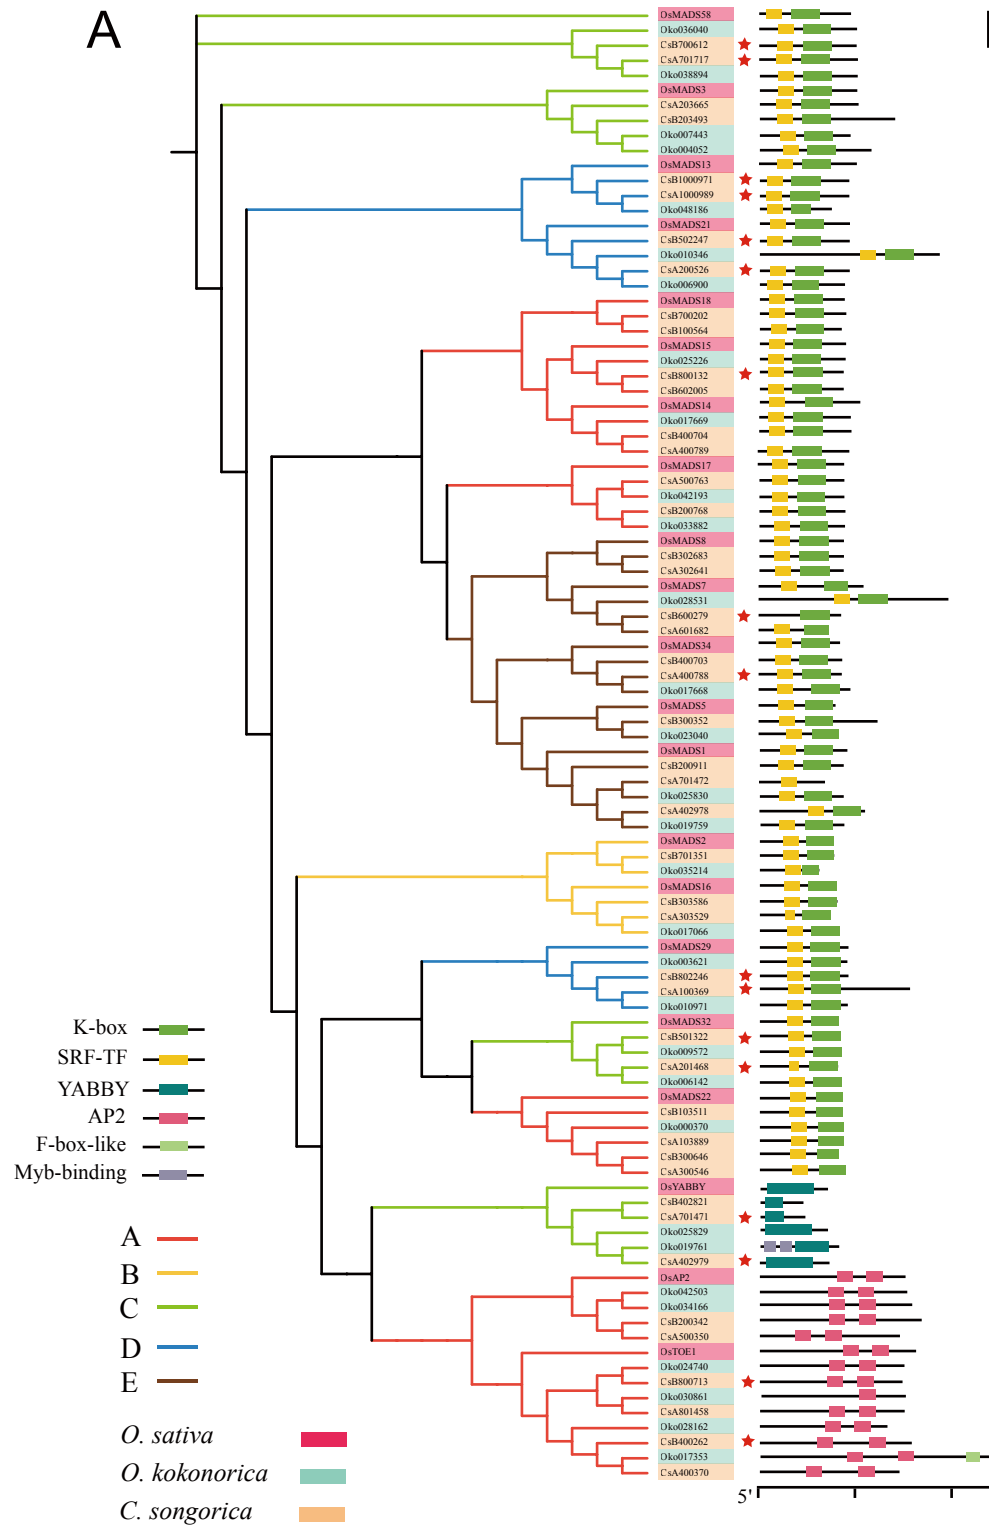 A
OsMADS58
Oko036040
CsB700612
CsA701717
Oko038894
OsMADS3
CsA203665
CsB203493
Oko007443
Oko004052
OsMADS13
CsB1000971
CsA1000989
Oko048186
OsMADS21
CsB502247
Oko010346
CsA200526
Oko006900
OsMADS18
CsB700202
CsB100564
OsMADS15
Oko025226
CsB800132
CsB602005
OsMADS14
Oko017669
CsB400704
CsA400789
OsMADS17
CsA500763
Oko042193
CsB200768
Oko033882
OsMADS8
CsB302683
CsA302641
OsMADS7
Oko028531
CsB600279
CsA601682
OsMADS34
CsB400703
CsA400788
Oko017668
OsMADS5
CsB300352
Oko023040
OsMADS1
CsB200911
CsA701472
Oko025830
CsA402978
Oko019759
OsMADS2
CsB701351
Oko035214
OsMADS16
CsB303586
CsA303529
Oko017066
OsMADS29
Oko003621
CsB802246
CsA100369
Oko010971
OsMADS32
CsB501322
Oko009572
CsA201468
Oko006142
OsMADS22
CsB103511
Oko000370
CsA103889
CsB300646
CsA300546
OsYABBY
CsB402821
CsA701471
Oko025829
Oko019761
CsA402979
OsAP2
Oko042503
Oko034166
CsB200342
CsA500350
OsTOE1
Oko024740
CsB800713
Oko030861
CsA801458
Oko028162
CsB400262
Oko017353
CsA400370
5'
K-box
SRF-TF
YABBY
AP2
F-box-like
Myb-binding
A
B
C
D
E
O. sativa
O. kokonorica
C. songorica